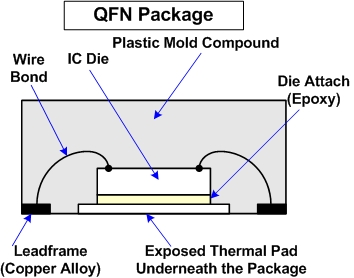 QFN Package
Plastic Mold Compound
Wire
Bond
IC Die
Die Attach
(Epoxy)
Leadframe
(Copper Alloy)
Exposed Thermal Pad
Underneath the Package